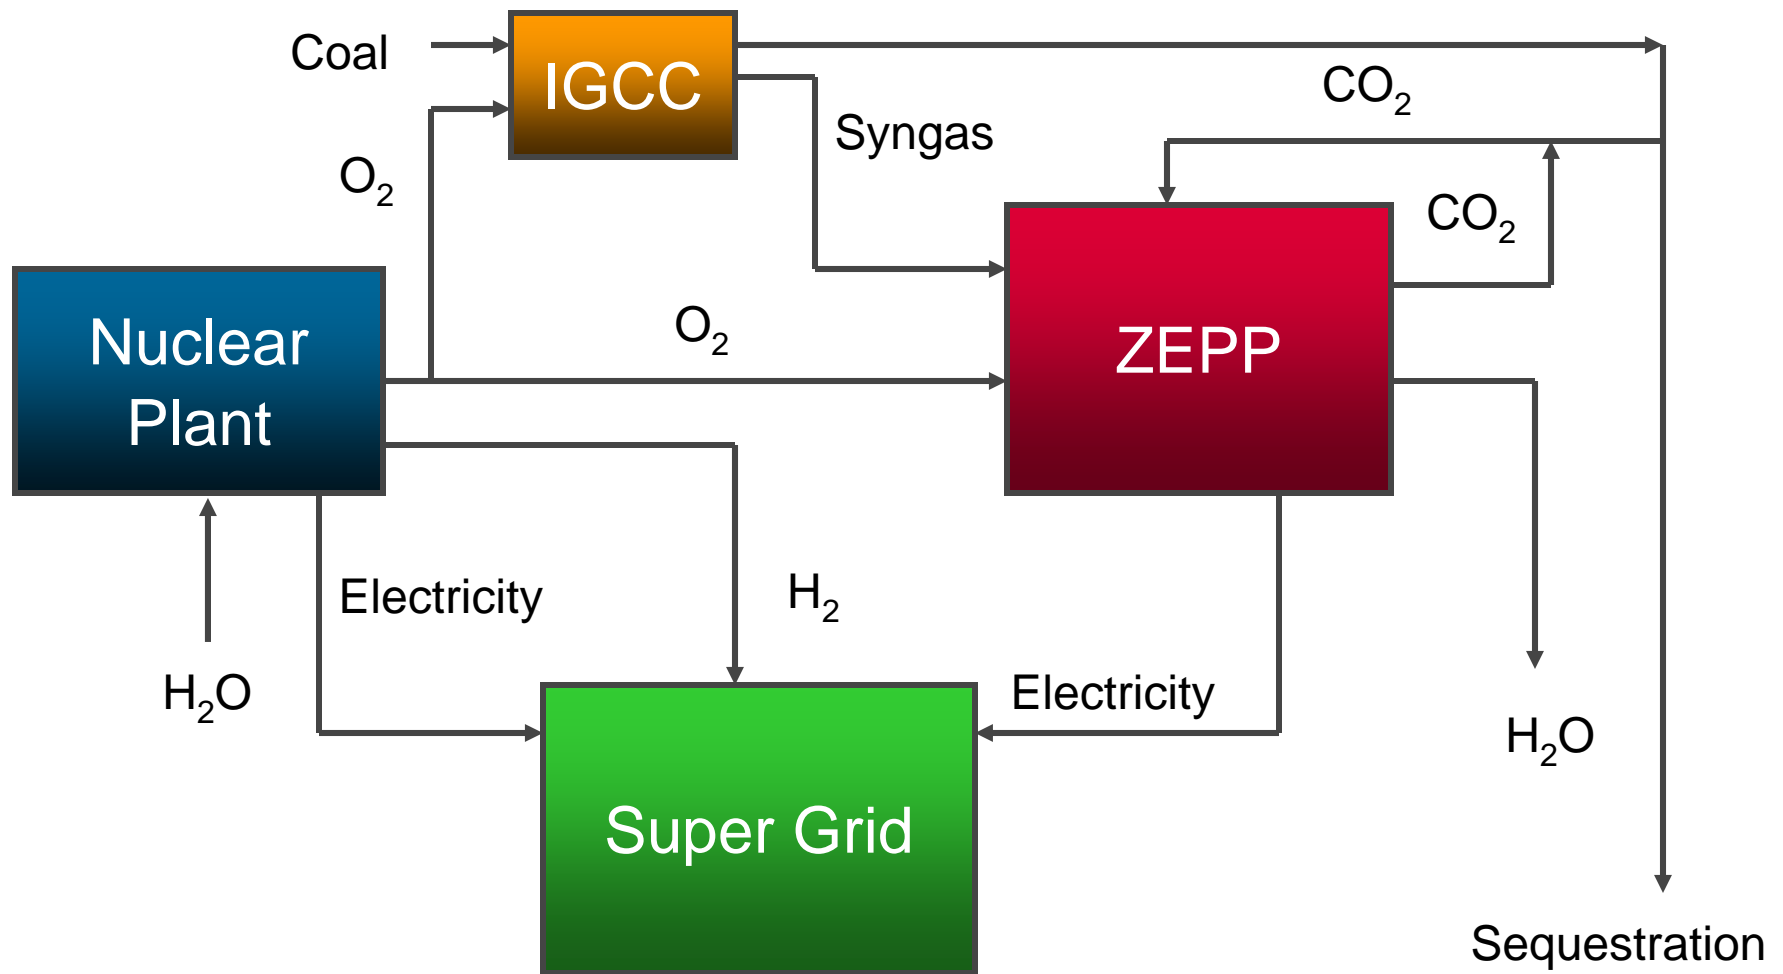 Coal
IGCC
CO₂
Syngas
O₂
CO₂
Nuclear
Plant
O₂
ZEPP
Electricity
H₂
H₂O
Electricity
H₂O
Super Grid
Sequestration